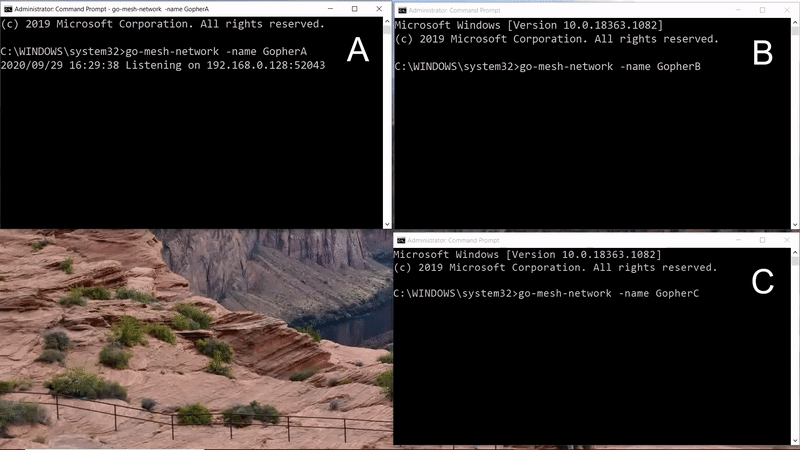 Administrator: Command Prompt - go-mesh-network -name GopherA
(c) 2019 Microsoft Corporation. All rights reserved.
C:\WINDOWS\system32>go-mesh-network -name GopherA
2020/09/29 16:29:38 Listening on 192.168.0.128:52043
A
Administrator: Command Prompt
Microsoft Windows [Version 10.0.18363.1082]
(c) 2019 Microsoft Corporation. All rights reserved.
C:\WINDOWS\system32>go-mesh-network -name GopherB
B
Administrator: Command Prompt
Microsoft Windows [Version 10.0.18363.1082]
(c) 2019 Microsoft Corporation. All rights reserved.
C:\WINDOWS\system32>go-mesh-network -name GopherC
C